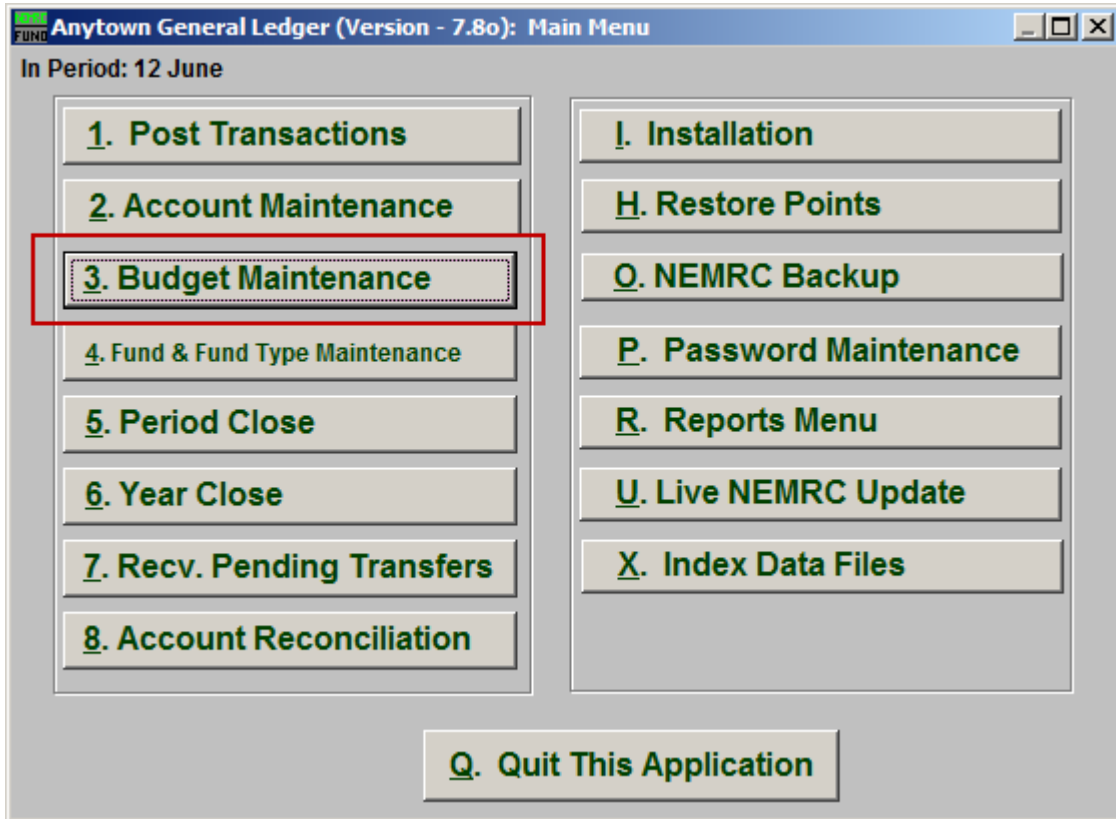 NEMRC
FUND
Anytown General Ledger (Version - 7.8o): Main Menu
In Period: 12 June
1. Post Transactions
2. Account Maintenance
3. Budget Maintenance
4. Fund & Fund Type Maintenance
5. Period Close
6. Year Close
7. Recv. Pending Transfers
8. Account Reconciliation
I. Installation
H. Restore Points
O. NEMRC Backup
P. Password Maintenance
R. Reports Menu
U. Live NEMRC Update
X. Index Data Files
Q. Quit This Application